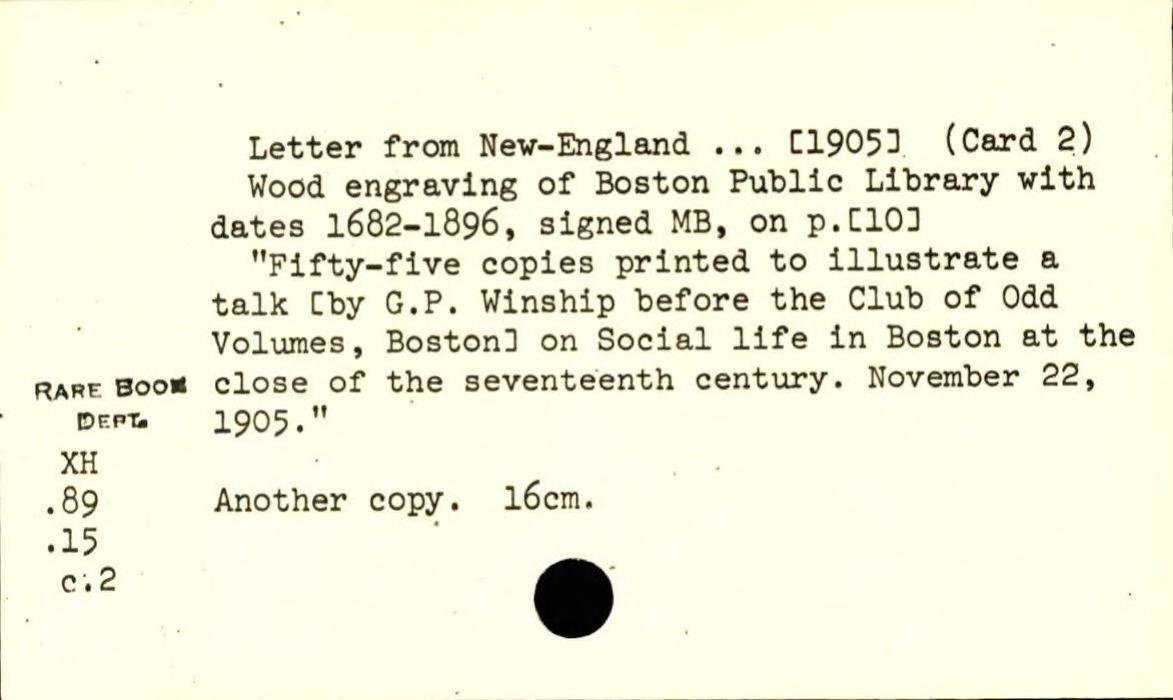 Letter from New-England ... [1905] (Card 2)
Wood engraving of Boston Public Library with
dates 1682-1896, signed MB, on p.[10]
"Fifty-five copies printed to illustrate a
talk [by G.P. Winship before the Club of Odd
Volumes, Boston] on Social life in Boston at the
close of the seventeenth century. November 22,
1905."
RARE BOOK
DEPT.
XH
.89
.15
c.2
Another copy. 16cm.